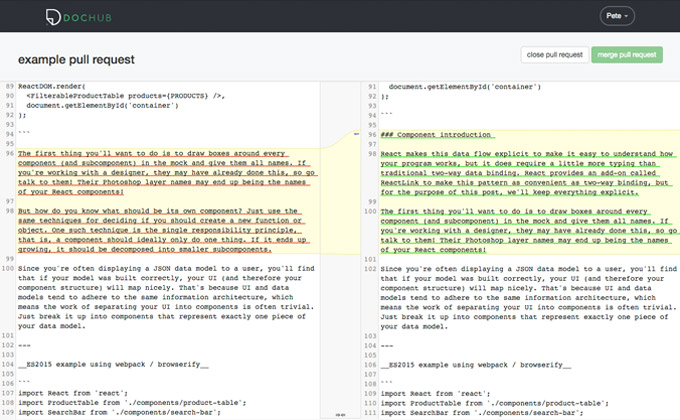 DOCHUB
Pete
example pull request
close pull request
merge pull request
89 ReactDOM.render(
90   <FilterableProductTable products={PRODUCTS} />,
91   document.getElementById('container')
92 );
93
94 ```
95
96 The first thing you'll want to do is to draw boxes around every
component (and subcomponent) in the mock and give them all names. If
you're working with a designer, they may have already done this, so go
talk to them! Their Photoshop layer names may end up being the names
of your React components!
97
98 But how do you know what should be its own component? Just use the
same techniques for deciding if you should create a new function or
object. One such technique is the single responsibility principle,
that is, a component should ideally only do one thing. If it ends up
growing, it should be decomposed into smaller subcomponents.
99
100 Since you're often displaying a JSON data model to a user, you'll find
that if your model was built correctly, your UI (and therefore your
component structure) will map nicely. That's because UI and data
models tend to adhere to the same information architecture, which
means the work of separating your UI into components is often trivial.
Just break it up into components that represent exactly one piece of
your data model.
101
102 ===
103
104 __ES2015 example using webpack / browserify__
105
106 ```
107 import React from 'react';
108 import ProductTable from './components/product-table';
109 import SearchBar from './components/search-bar';
91   document.getElementById('container')
92 );
93
94 ```
95
96 ### Component introduction
97
98 React makes this data flow explicit to make it easy to understand how
your program works, but it does require a little more typing than
traditional two-way data binding. React provides an add-on called
ReactLink to make this pattern as convenient as two-way binding, but
for the purpose of this post, we'll keep everything explicit.
99
100 The first thing you'll want to do is to draw boxes around every
component (and subcomponent) in the mock and give them all names. If
you're working with a designer, they may have already done this, so go
talk to them! Their Photoshop layer names may end up being the names
of your React components!
101
102 Since you're often displaying a JSON data model to a user, you'll find
that if your model was built correctly, your UI (and therefore your
component structure) will map nicely. That's because UI and data
models tend to adhere to the same information architecture, which
means the work of separating your UI into components is often trivial.
Just break it up into components that represent exactly one piece of
your data model.
103
104 ===
105
106 __ES2015 example using webpack / browserify__
107
108 ```
109 import React from 'react';
110 import ProductTable from './components/product-table';
111 import SearchBar from './components/search-bar';